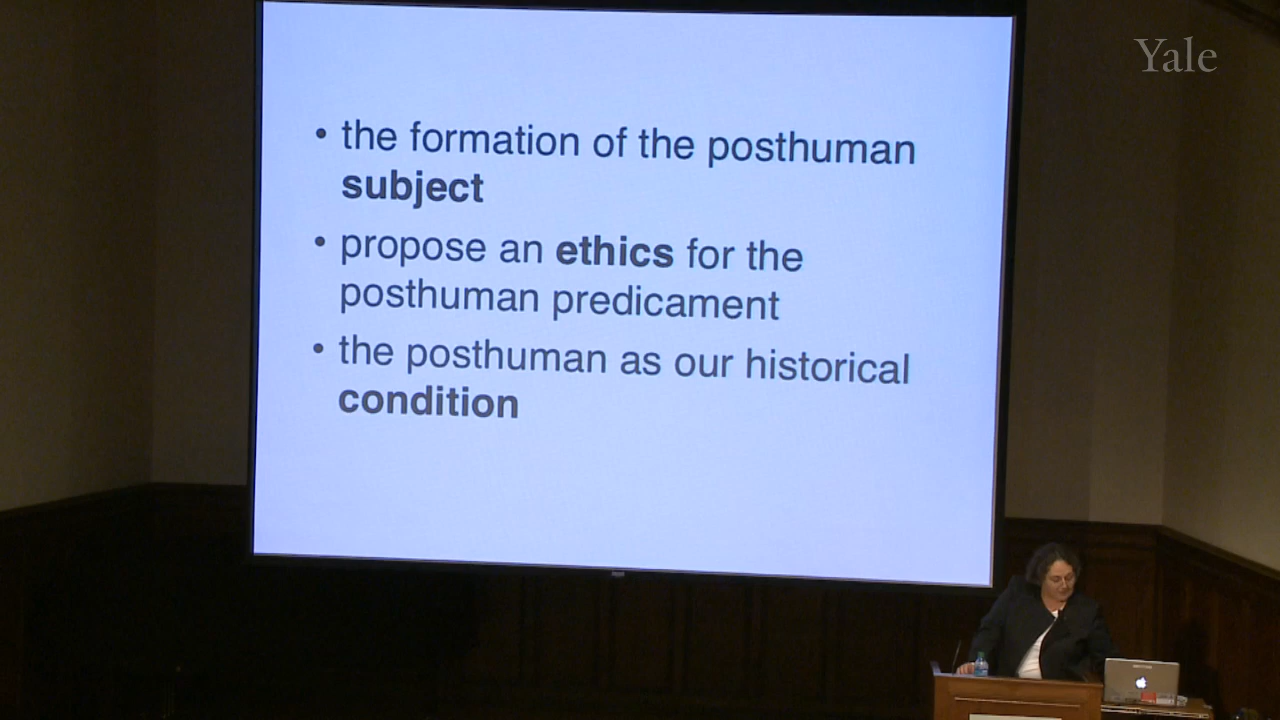 Yale
• the formation of the posthuman
subject
• propose an ethics for the
posthuman predicament
• the posthuman as our historical
condition